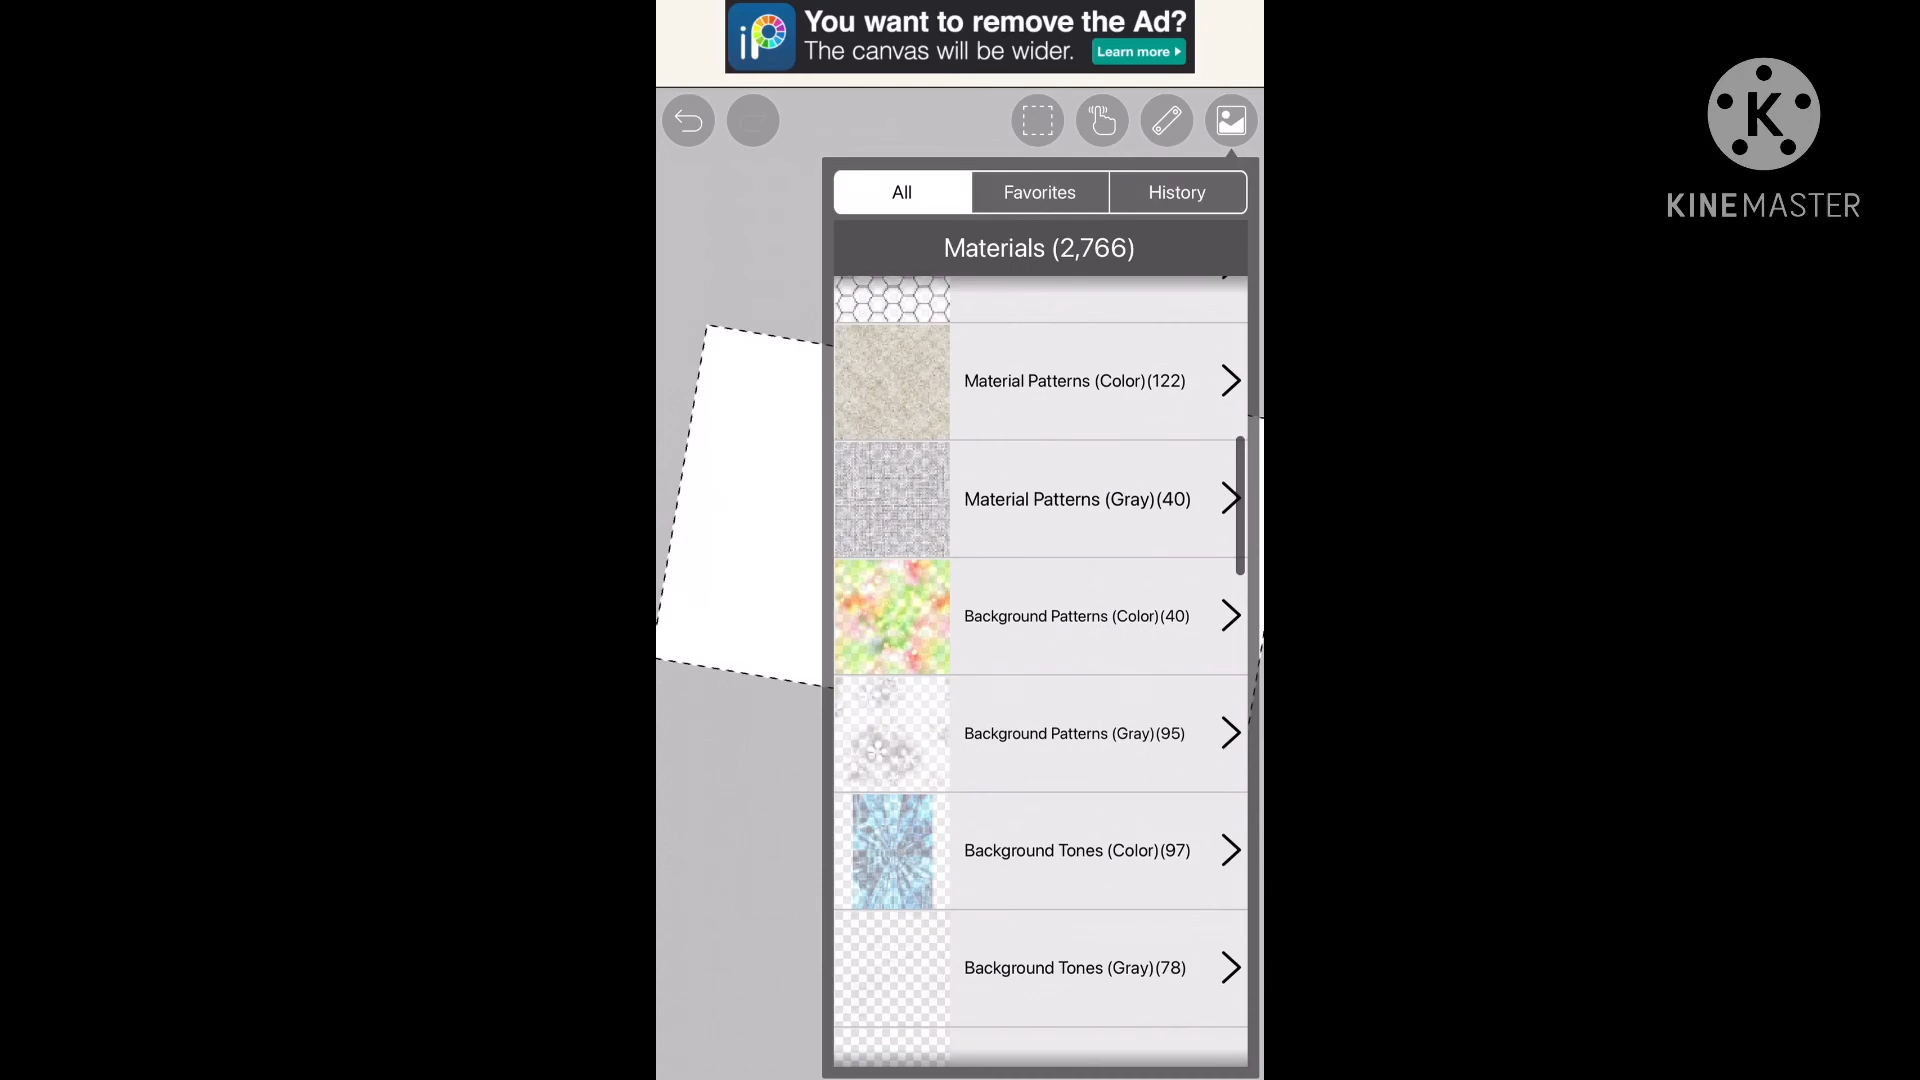 iP
You want to remove the Ad?
The canvas will be wider.
Learn more
K
KINEMASTER
All
Favorites
History
Materials (2,766)
Material Patterns (Color)(122)
Material Patterns (Gray)(40)
Background Patterns (Color)(40)
Background Patterns (Gray)(95)
Background Tones (Color)(97)
Background Tones (Gray)(78)